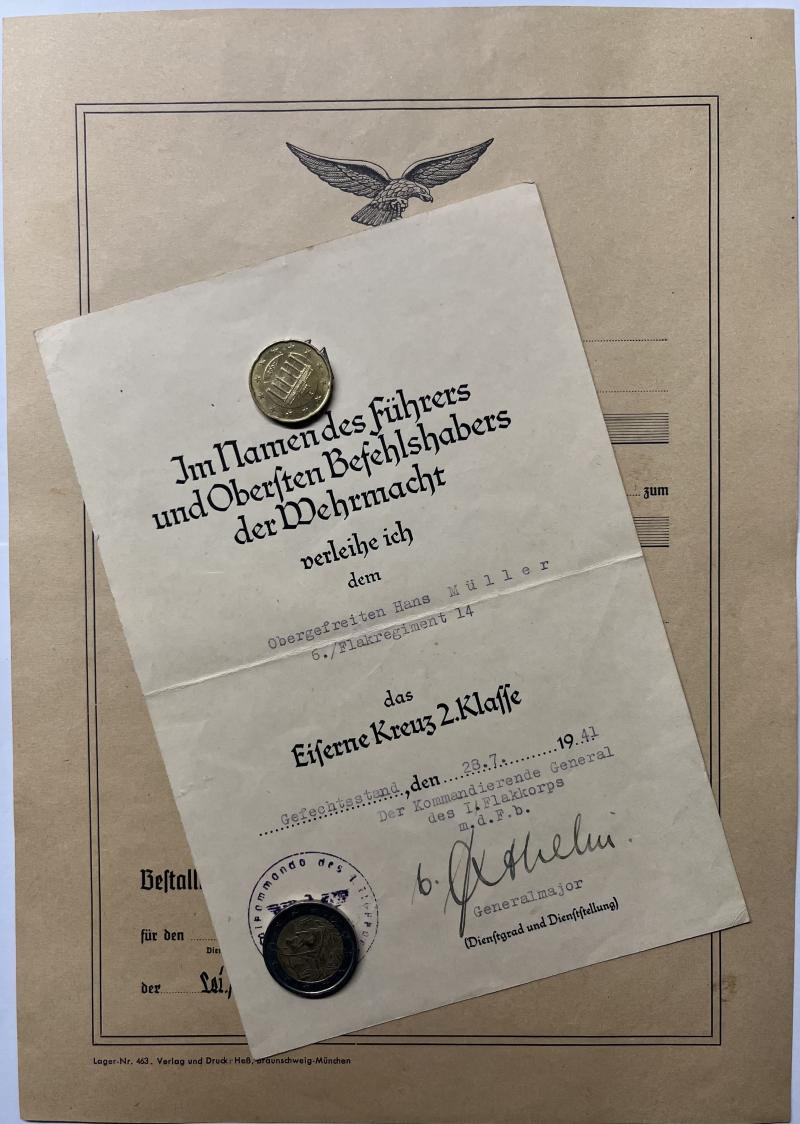 Im Namen des Führers
und Obersten Befehlshabers
der Wehrmacht
verleihe ich
dem
Obergefreiten Hans Müller
6./Flakregiment 14
das
Eiserne Kreuz 2.Klasse
Gefechtsstand, den 28.7. 1941
Der Kommandierende General
des I. Flakkorps
m.d.F.b.
Generalmajor
(Dienstgrad und Dienststellung)
zum
Bestall
für den
Die
der
Lager-Nr. 463. Verlag und Druck: Heß, Braunschweig-München